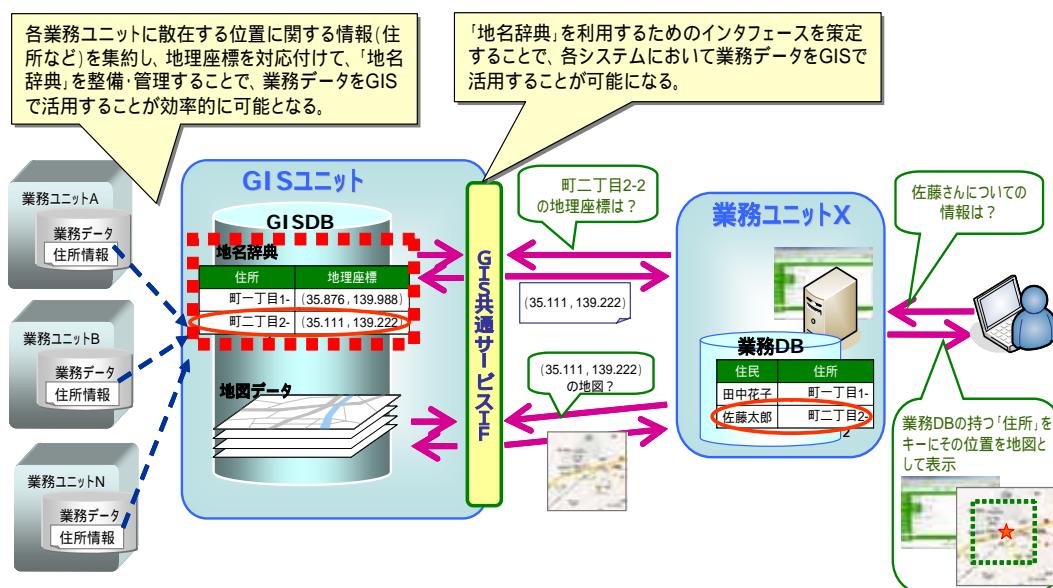 各業務ユニットに散在する位置に関する情報(住
所など)を集約し、地理座標を対応付けて、「地名
辞典」を整備・管理することで、業務データをGIS
で活用することが効率的に可能となる。
「地名辞典」を利用するためのインタフェースを策定
することで、各システムにおいて業務データをGISで
活用することが可能になる。
業務ユニットA
業務データ
住所情報
業務ユニットB
業務データ
住所情報
業務ユニットN
業務データ
住所情報
GISユニット
GISDB
地名辞典
住所 地理座標
町一丁目1- (35.876,139.988)
町二丁目2- (35.111,139.222)
地図データ
GIS共通サービスIF
町二丁目2-2
の地理座標は?
(35.111,139.222)
(35.111,139.222)
の地図?
業務ユニットX
業務DB
住民 住所
田中花子 町一丁目1-
佐藤太郎 町二丁目2-
2
佐藤さんについての
情報は?
業務DBの持つ「住所」を
キーにその位置を地図と
して表示